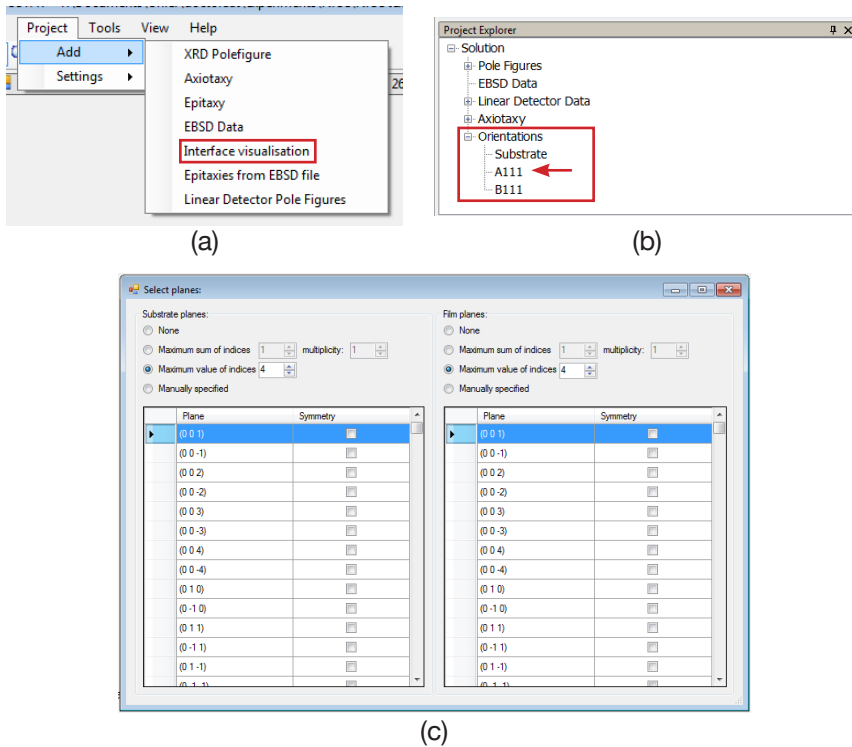 Project Tools View Help
Add
Settings
XRD Polefigure
Axiotaxy
Epitaxy
EBSD Data
Interface visualisation
Epitaxies from EBSD file
Linear Detector Pole Figures
26
(a)
Project Explorer
Solution
Pole Figures
EBSD Data
Linear Detector Data
Axiotaxy
Orientations
Substrate
A111
B111
(b)
Select planes:
Substrate planes:
None
Maximum sum of indices 1 multiplicity: 1
Maximum value of indices 4
Manually specified
Plane Symmetry
(0 0 1)
(0 0 -1)
(0 0 2)
(0 0 -2)
(0 0 3)
(0 0 -3)
(0 0 4)
(0 0 -4)
(0 1 0)
(0 -1 0)
(0 1 1)
(0 -1 1)
(0 1 -1)
(0 -1 -1)
Film planes:
None
Maximum sum of indices 1 multiplicity: 1
Maximum value of indices 4
Manually specified
Plane Symmetry
(0 0 1)
(0 0 -1)
(0 0 2)
(0 0 -2)
(0 0 3)
(0 0 -3)
(0 0 4)
(0 0 -4)
(0 1 0)
(0 -1 0)
(0 1 1)
(0 -1 1)
(0 1 -1)
(0 -1 -1)
(c)